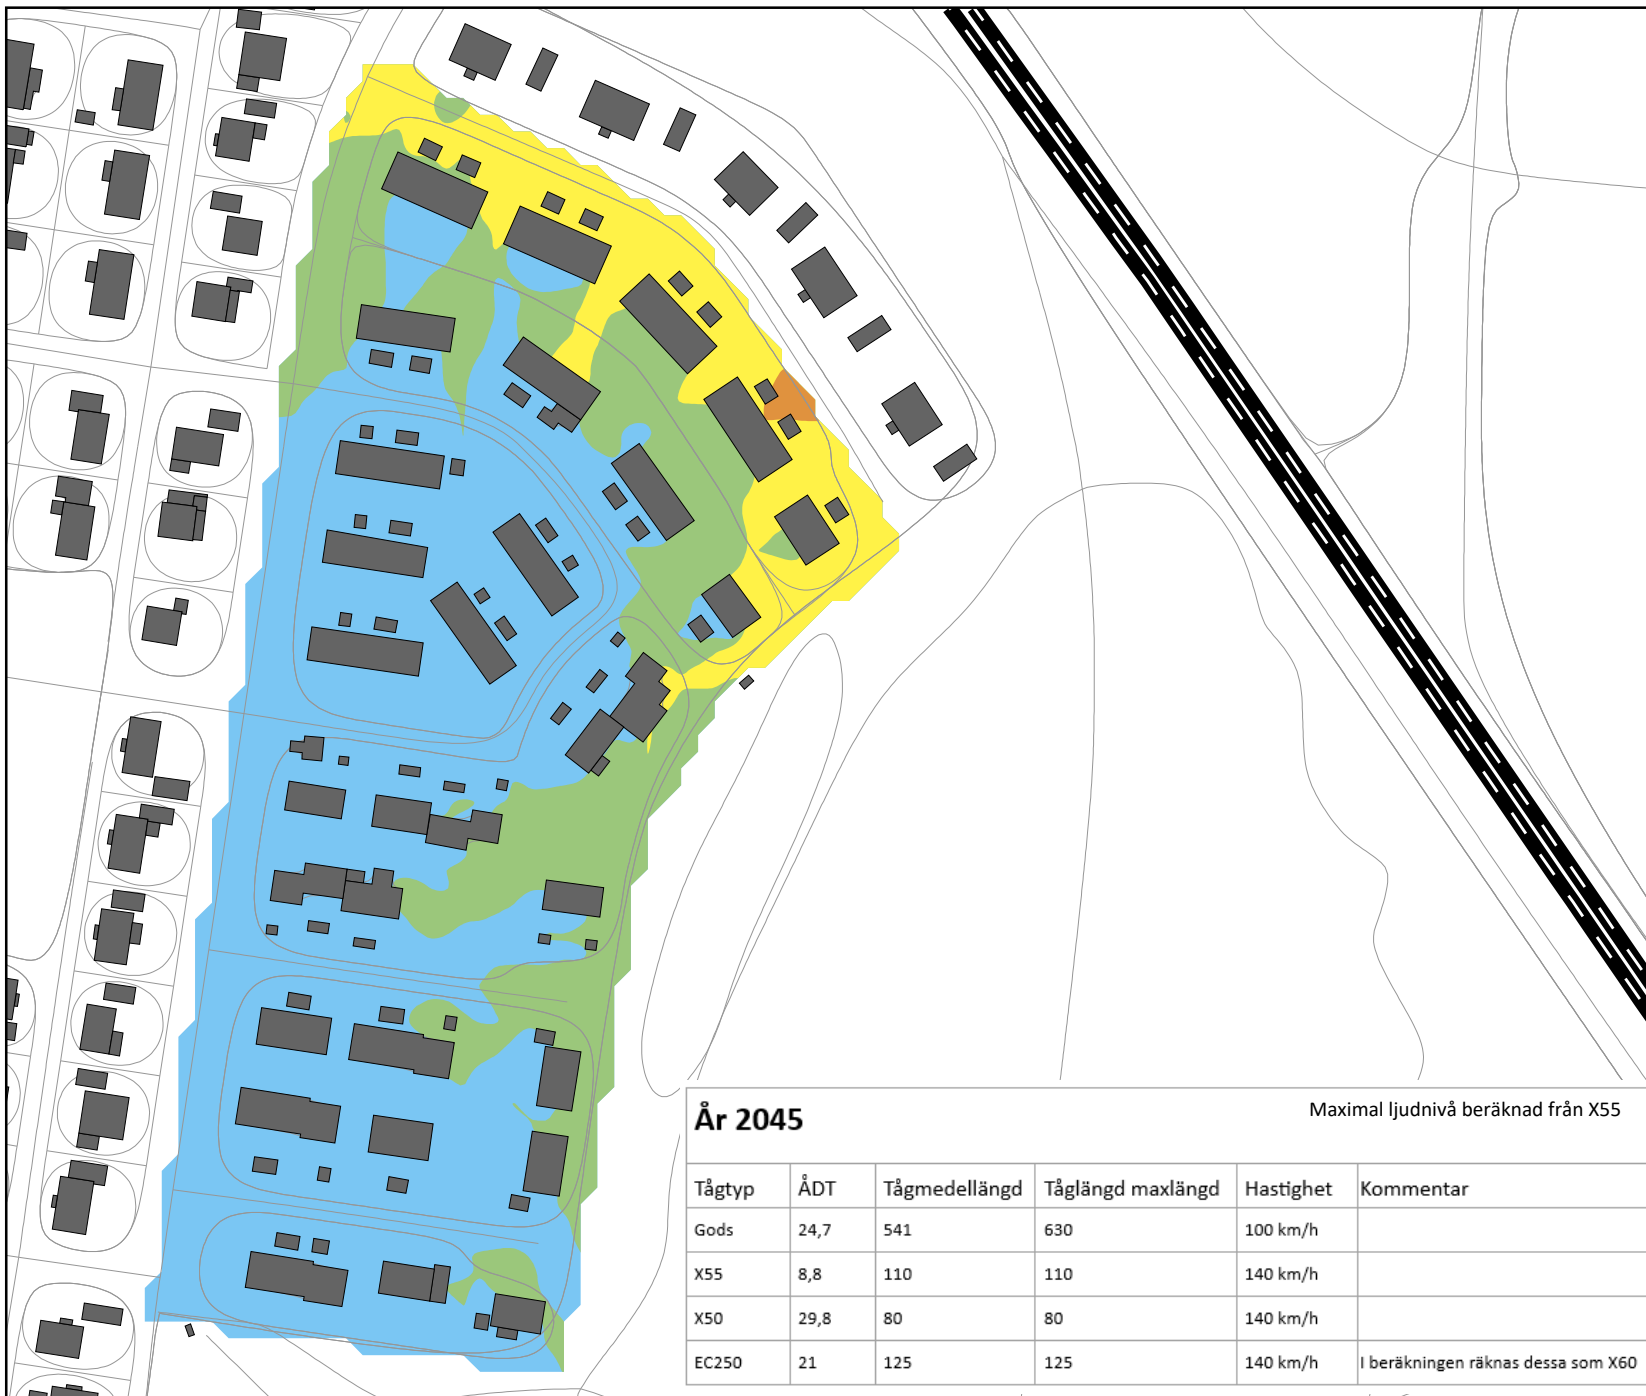 År 2045
Maximal ljudnivå beräknad från X55
Tågtyp ÅDT Tågmedellängd Tåglängd maxlängd Hastighet Kommentar
Gods 24,7 541 630 100 km/h
X55 8,8 110 110 140 km/h
X50 29,8 80 80 140 km/h
EC250 21 125 125 140 km/h I beräkningen räknas dessa som X60